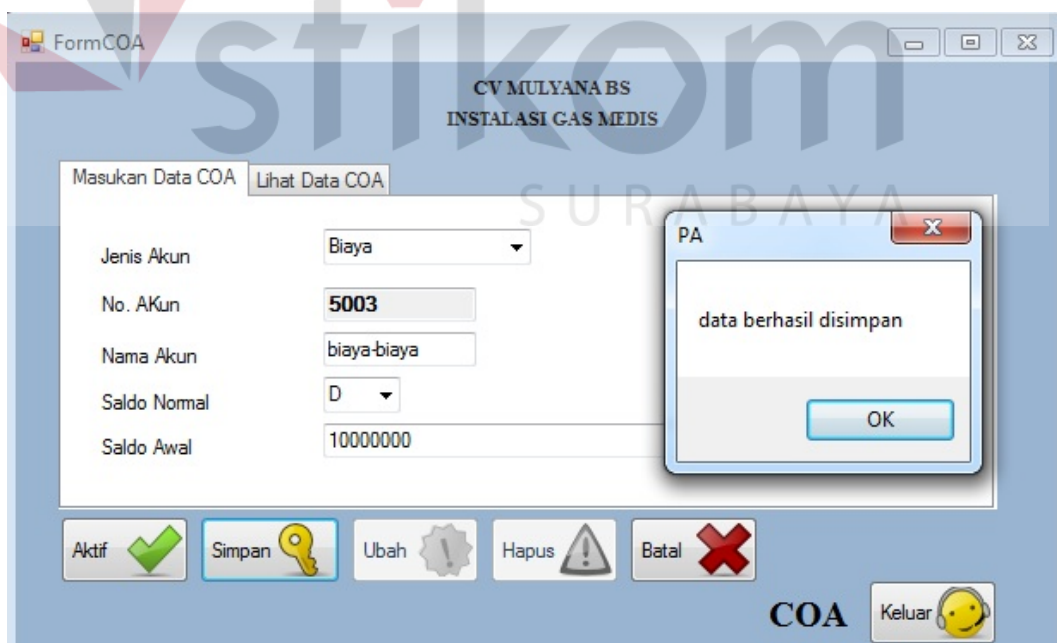 stikom
SURABAYA
FormCOA
CV MULYANA BS
INSTALASI GAS MEDIS
Masukan Data COA
Lihat Data COA
Jenis Akun
Biaya
No. AKun
5003
Nama Akun
biaya-biaya
Saldo Normal
D
Saldo Awal
10000000
PA
data berhasil disimpan
OK
Aktif
Simpan
Ubah
Hapus
Batal
COA
Keluar